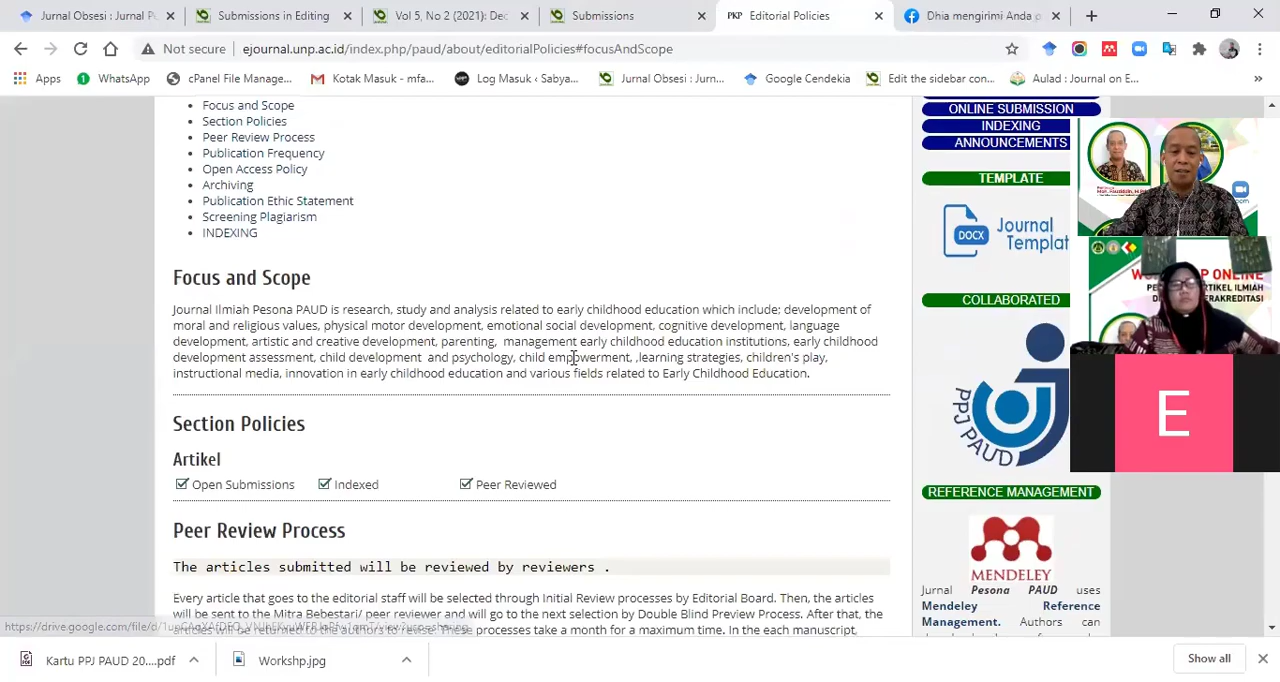 Jurnal Obsesi : Jurnal P
Submissions in Editing
Vol 5, No 2 (2021): Dec
Submissions
PKP Editorial Policies
Dhia mengirimi Anda p
Not secure ejournal.unp.ac.id/index.php/paud/about/editorialPolicies#focusAndScope
Apps
WhatsApp
cPanel File Manage...
Kotak Masuk - mfa...
Log Masuk ‹ Sabya...
Jurnal Obsesi : Jurn...
Google Cendekia
Edit the sidebar con...
Aulad : Journal on E...
Focus and Scope
Section Policies
Peer Review Process
Publication Frequency
Open Access Policy
Archiving
Publication Ethic Statement
Screening Plagiarism
INDEXING
Focus and Scope
Journal Ilmiah Pesona PAUD is research, study and analysis related to early childhood education which include; development of
moral and religious values, physical motor development, emotional social development, cognitive development, language
development, artistic and creative development, parenting, management early childhood education institutions, early childhood
development assessment, child development and psychology, child empowerment, ,learning strategies, children's play,
instructional media, innovation in early childhood education and various fields related to Early Childhood Education.
Section Policies
Artikel
Open Submissions
Indexed
Peer Reviewed
Peer Review Process
The articles submitted will be reviewed by reviewers .
Every article that goes to the editorial staff will be selected through Initial Review processes by Editorial Board. Then, the articles
will be sent to the Mitra Bebestari/ peer reviewer and will go to the next selection by Double Blind Preview Process. After that, the
articles will be returned to the authors to revise. These processes take a month for a maximum time. In the each manuscript,
ONLINE SUBMISSION
INDEXING
ANNOUNCEMENTS
TEMPLATE
DOCX
Journal
Templat
COLLABORATED
PPJ PAUD
REFERENCE MANAGEMENT
MENDELEY
Jurnal Pesona PAUD uses
Mendeley Reference
Management. Authors can
ONLINE
ARTIKEL ILMIAH
E
Kartu PPJ PAUD 20....pdf
Workshp.jpg
Show all